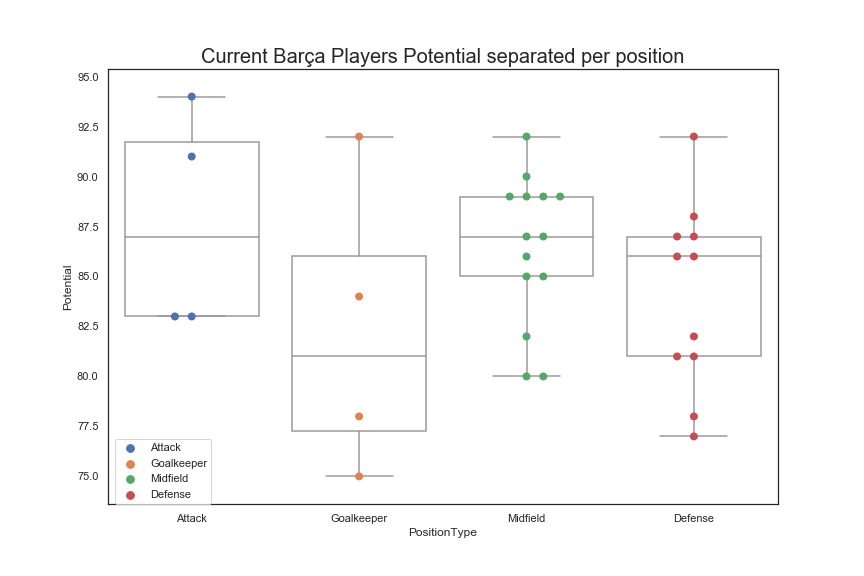 Current Barça Players Potential separated per position
95.0
92.5
90.0
87.5
85.0
82.5
80.0
77.5
75.0
Potential
Attack
Goalkeeper
Midfield
Defense
Attack Goalkeeper Midfield Defense
PositionType